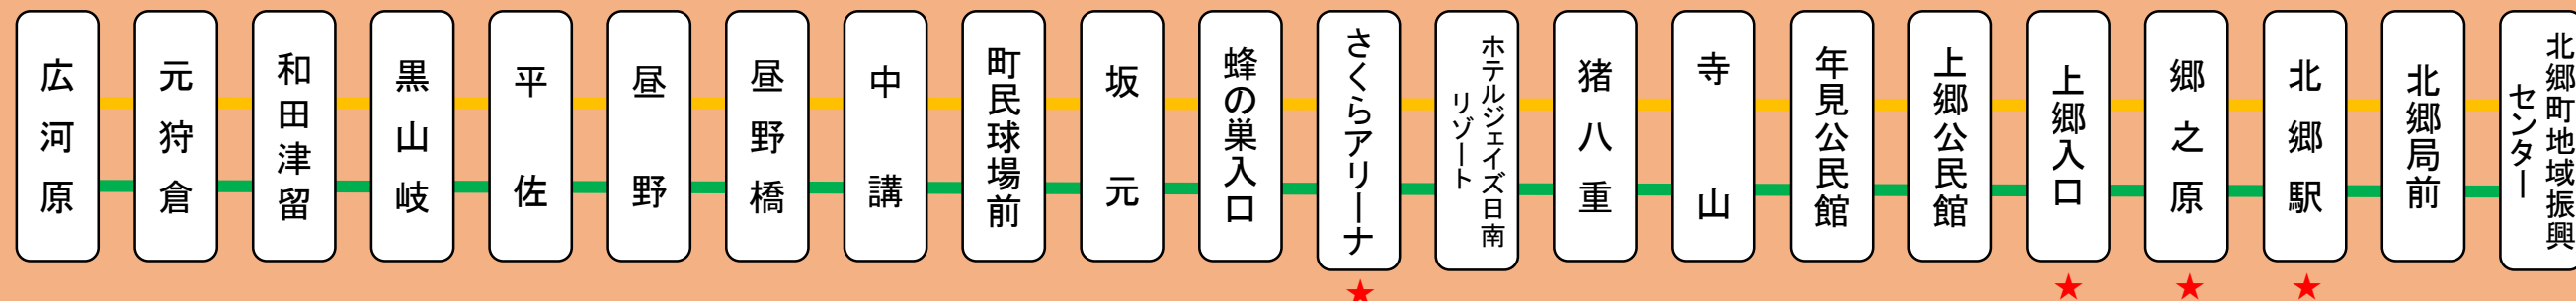 広河原
元狩倉
和田津留
黒山岐
平佐
昼野
昼野橋
中講
町民球場前
坂元
蜂の巣入口
さくらアリーナ
ホテルジェイズ日南
リゾート
猪八重
寺山
年見公民館
上郷公民館
上郷入口
郷之原
北郷駅
北郷局前
北郷町地域振興
センター
★
★
★
★